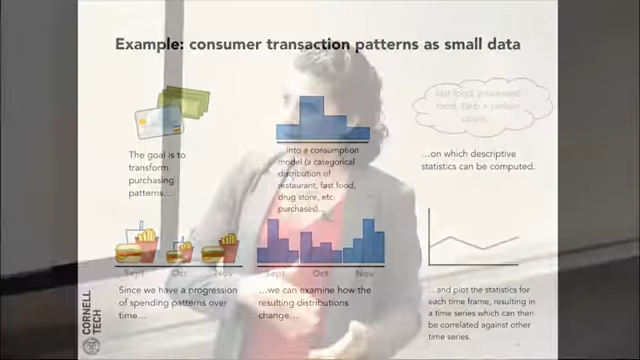 Example: consumer transaction patterns as small data
The goal is to
transform
purchasing
patterns…
…into a consumption
model (a categorical
distribution of
restaurant, fast food,
drug store, etc.
purchases)…
fast food, processed
food, carb + carbon
count…
…on which descriptive
statistics can be computed.
Sept Oct Nov
Since we have a progression
of spending patterns over
time…
Sept Oct Nov
…we can examine how the
resulting distributions
change…
…and plot the statistics for
each time frame, resulting in
a time series which can then
be correlated against other
time series.
CORNELL
TECH